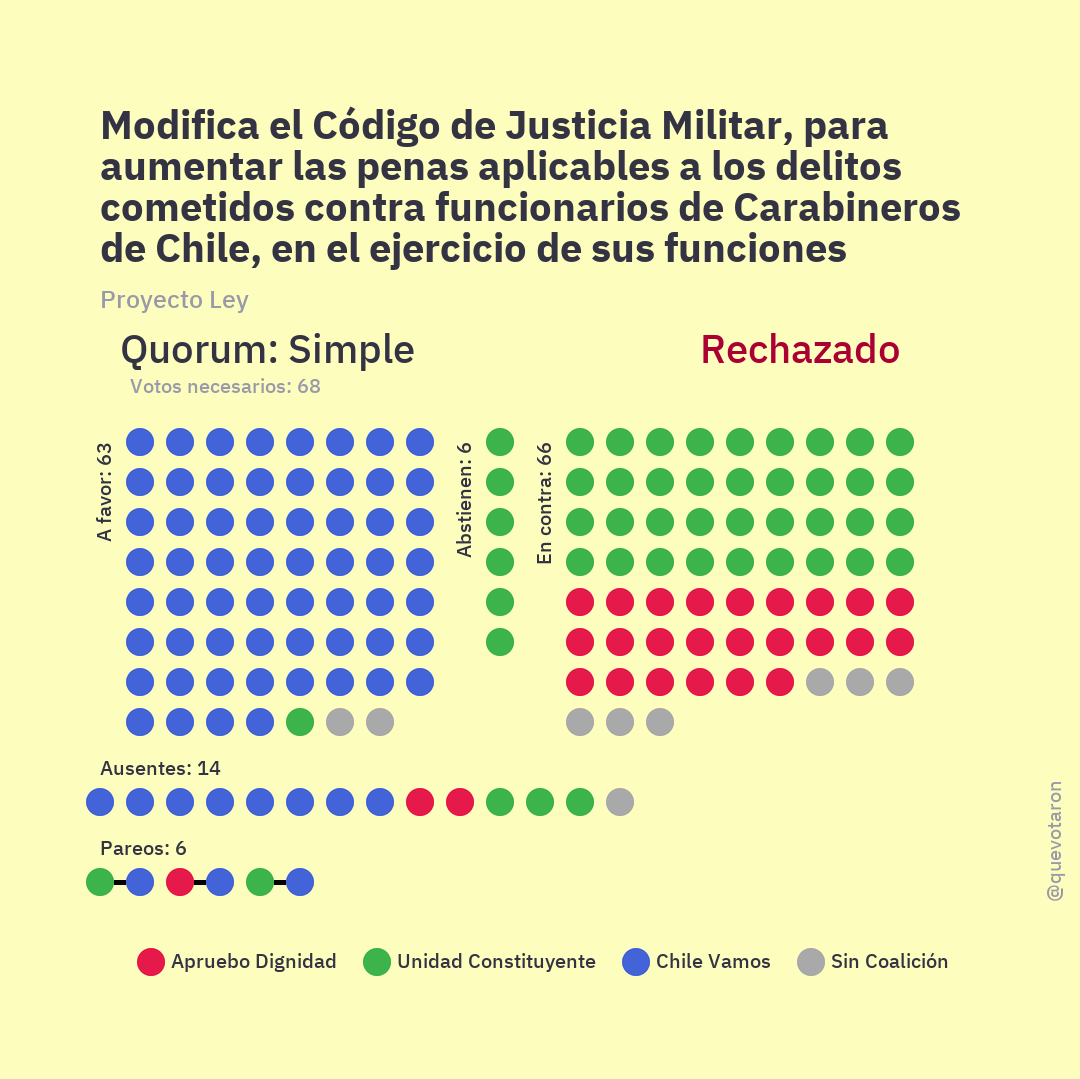 Modifica el Código de Justicia Militar, para
aumentar las penas aplicables a los delitos
cometidos contra funcionarios de Carabineros
de Chile, en el ejercicio de sus funciones
Proyecto Ley
Quorum: Simple
Rechazado
Votos necesarios: 68
A favor: 63
Abstienen: 6
En contra: 66
Ausentes: 14
Pareos: 6
@quevotaron
Apruebo Dignidad
Unidad Constituyente
Chile Vamos
Sin Coalición